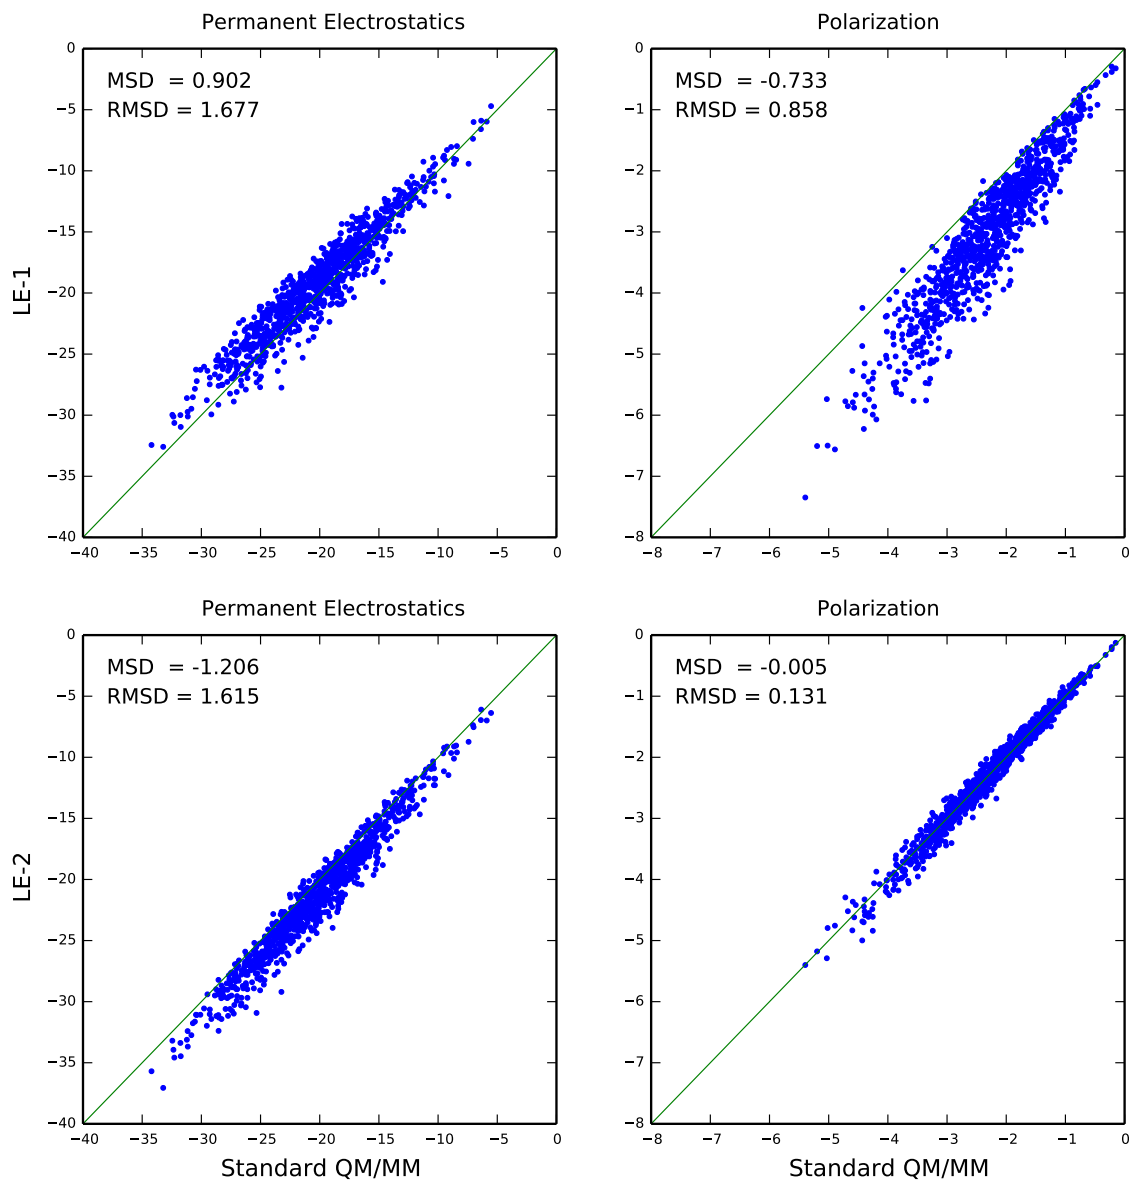 Permanent Electrostatics
MSD = 0.902
RMSD = 1.677
LE-1
0
−5
−10
−15
−20
−25
−30
−35
−40
−40 −35 −30 −25 −20 −15 −10 −5 0
Polarization
MSD = -0.733
RMSD = 0.858
0
−1
−2
−3
−4
−5
−6
−7
−8
−8 −7 −6 −5 −4 −3 −2 −1 0
Permanent Electrostatics
MSD = -1.206
RMSD = 1.615
LE-2
0
−5
−10
−15
−20
−25
−30
−35
−40
−40 −35 −30 −25 −20 −15 −10 −5 0
Standard QM/MM
Polarization
MSD = -0.005
RMSD = 0.131
0
−1
−2
−3
−4
−5
−6
−7
−8
−8 −7 −6 −5 −4 −3 −2 −1 0
Standard QM/MM